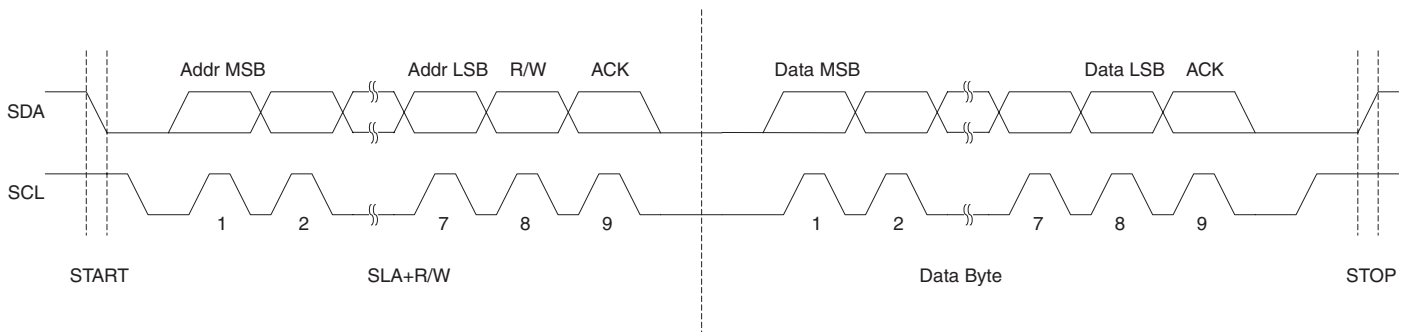 Addr MSB Addr LSB R/W ACK Data MSB Data LSB ACK
SDA
SCL
1 2 7 8 9 1 2 7 8 9
START SLA+R/W Data Byte STOP